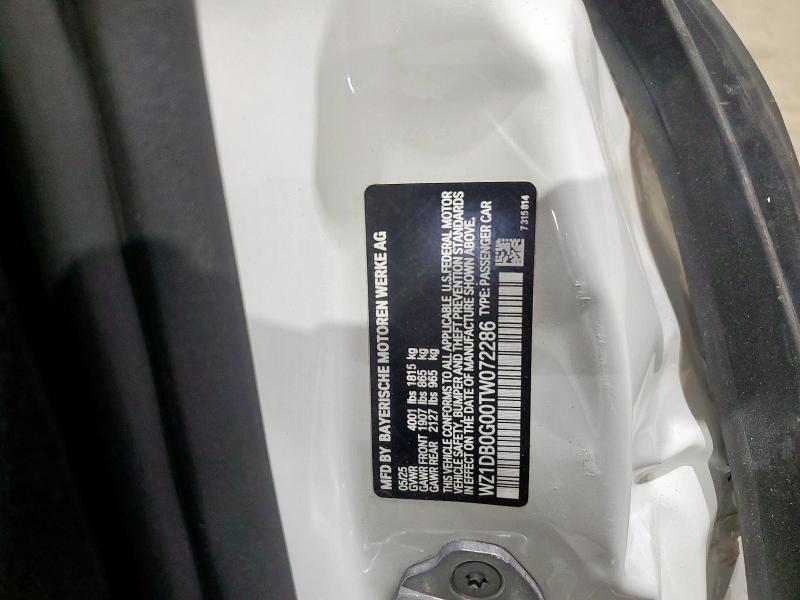 MFD BY BAYERISCHE MOTOREN WERKE AG
05/25
GVWR 4001 lbs 1815 kg
GAWR FRONT 1907 lbs 865 kg
GAWR REAR 2127 lbs 965 kg
THIS VEHICLE CONFORMS TO ALL APPLICABLE U.S.FEDERAL MOTOR
VEHICLE SAFETY, BUMPER AND THEFT PREVENTION STANDARDS
IN EFFECT ON THE DATE OF MANUFACTURE SHOWN ABOVE.
WZ1DB0G00TW072286 TYPE: PASSENGER CAR
7 315 814